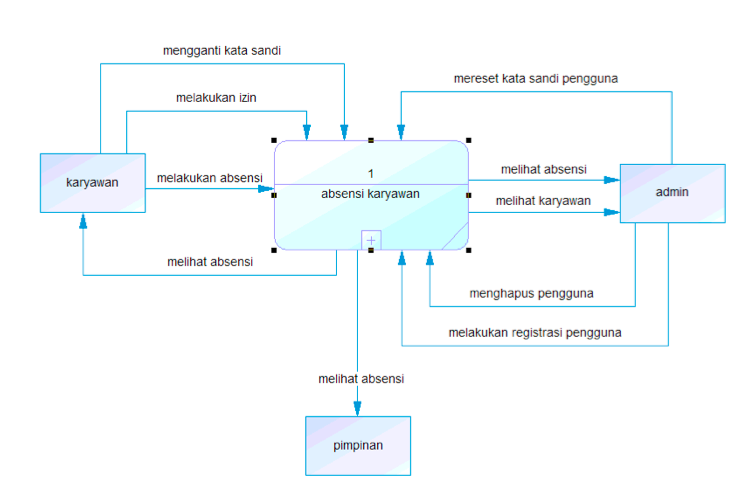 mengganti kata sandi
mereset kata sandi pengguna
melakukan izin
1
melihat absensi
karyawan
melakukan absensi
absensi karyawan
admin
melihat karyawan
melihat absensi
menghapus pengguna
melakukan registrasi pengguna
melihat absensi
pimpinan